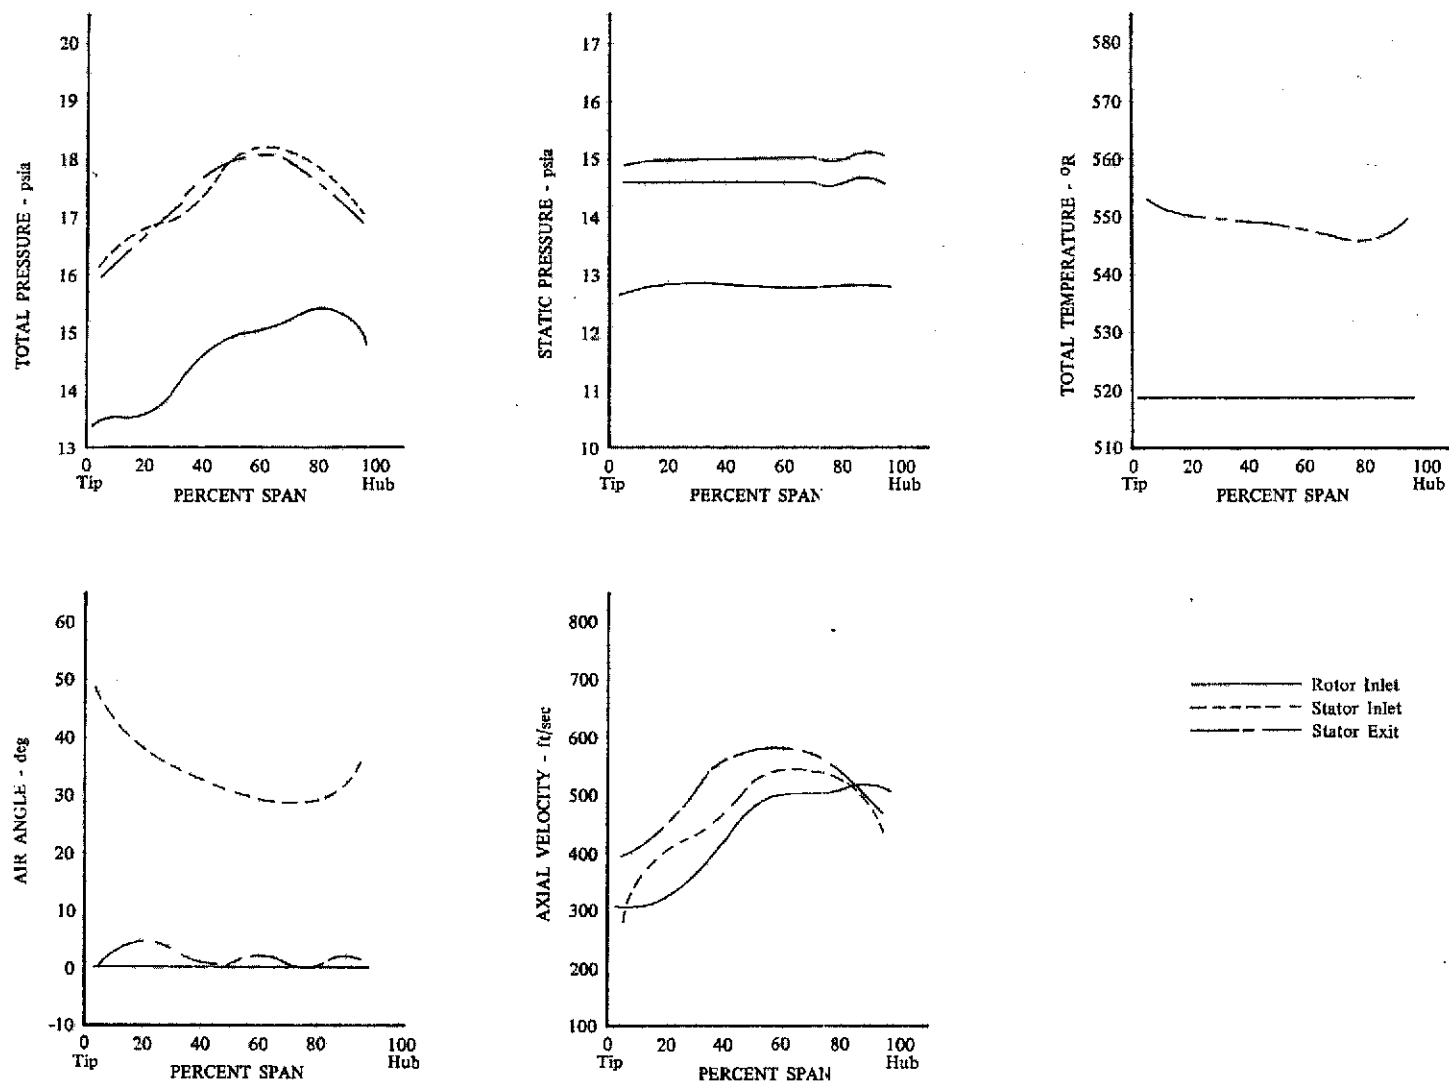 TOTAL PRESSURE - psia
20
19
18
17
16
15
14
13
0 20 40 60 80 100
Tip Hub
PERCENT SPAN
STATIC PRESSURE - psia
17
16
15
14
13
12
11
10
0 20 40 60 80 100
Tip Hub
PERCENT SPAN
TOTAL TEMPERATURE - ºR
580
570
560
550
540
530
520
510
0 20 40 60 80 100
Tip Hub
PERCENT SPAN
AIR ANGLE - deg
60
50
40
30
20
10
0
-10
0 20 40 60 80 100
Tip Hub
PERCENT SPAN
AXIAL VELOCITY - ft/sec
800
700
600
500
400
300
200
100
0 20 40 60 80 100
Tip Hub
PERCENT SPAN
Rotor Inlet
Stator Inlet
Stator Exit